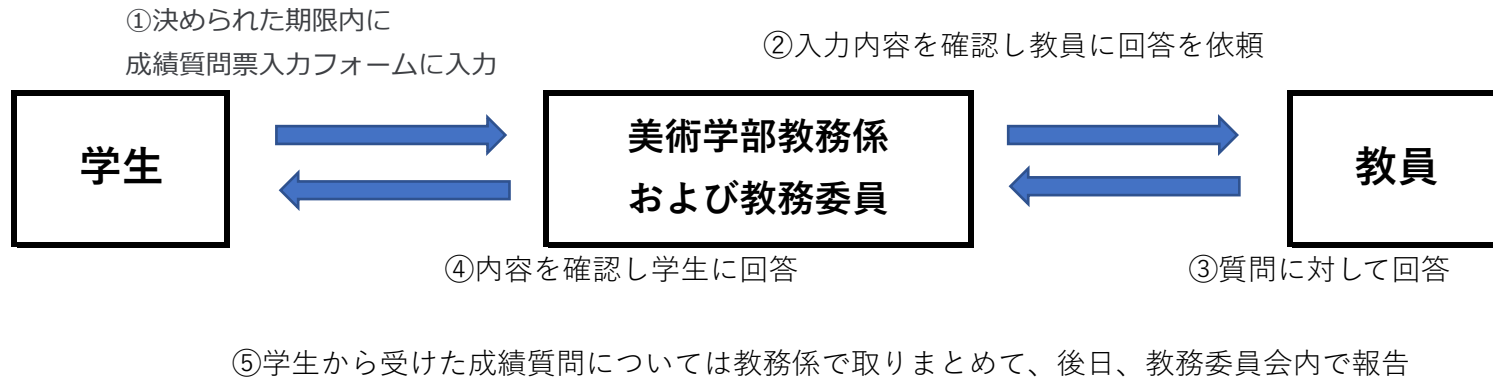 ①決められた期限内に
成績質問票入力フォームに入力
②入力内容を確認し教員に回答を依頼
学生
美術学部教務係
および教務委員
教員
④内容を確認し学生に回答
③質問に対して回答
⑤学生から受けた成績質問については教務係で取りまとめて、後日、教務委員会内で報告